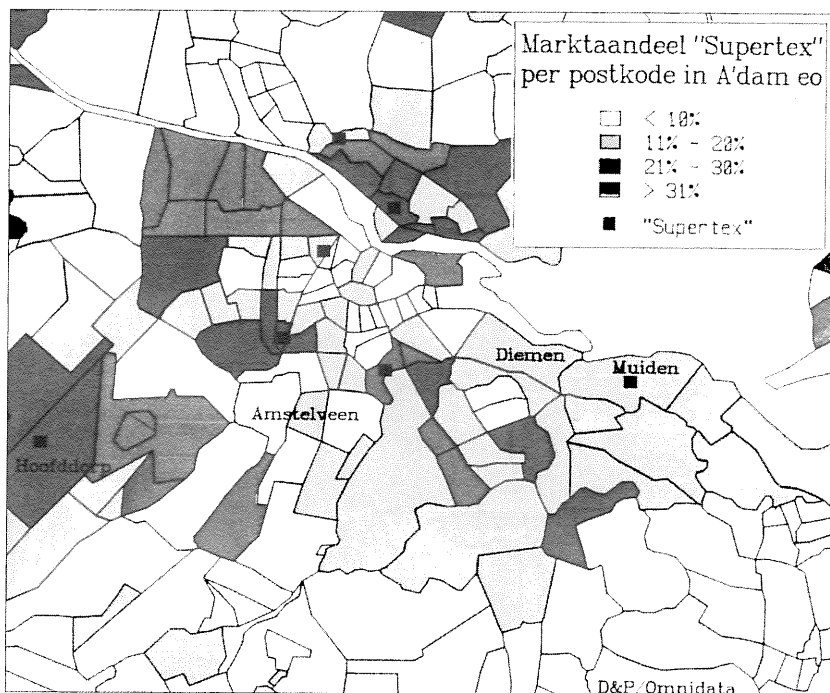 Marktaandeel "Supertex"
per postkode in A'dam eo
< 10%
11% - 20%
21% - 30%
> 31%
"Supertex"
Diemen
Muiden
Amstelveen
Hoofddorp
D&P/Omnidata